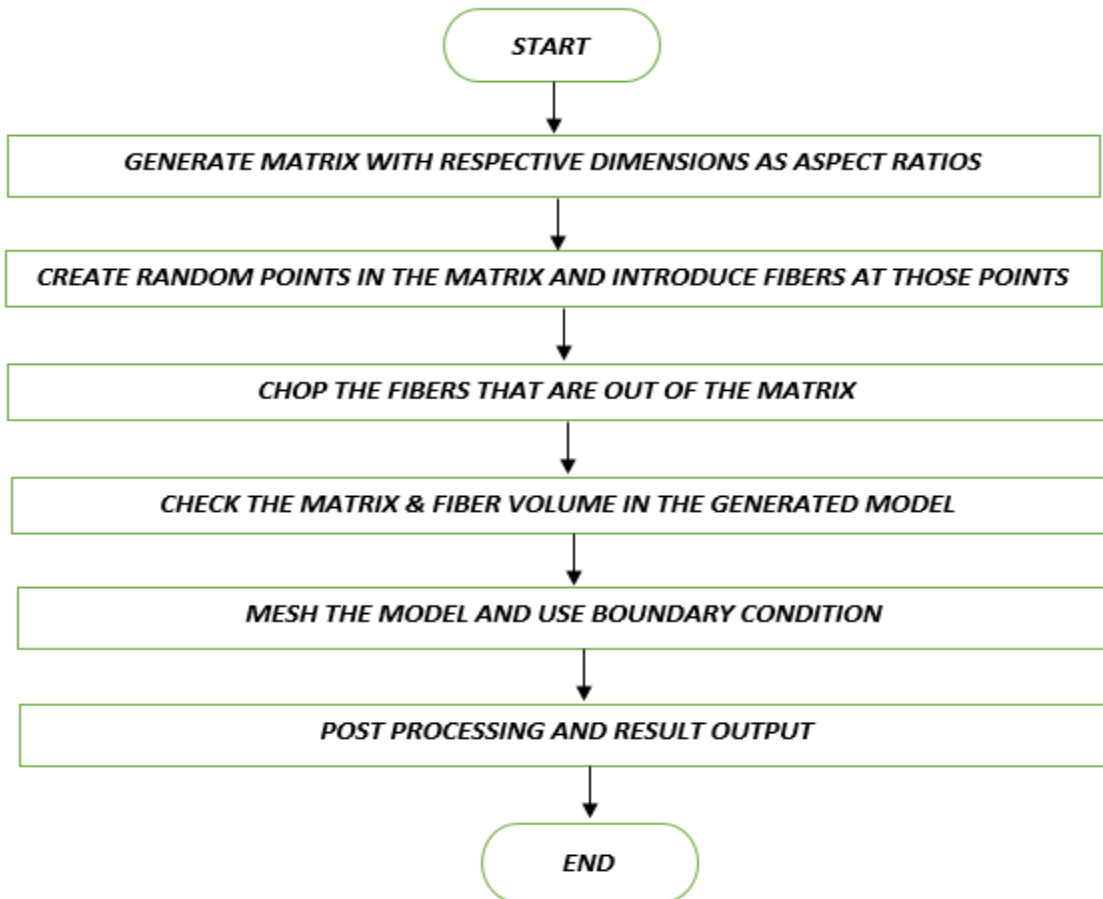 START
GENERATE MATRIX WITH RESPECTIVE DIMENSIONS AS ASPECT RATIOS
CREATE RANDOM POINTS IN THE MATRIX AND INTRODUCE FIBERS AT THOSE POINTS
CHOP THE FIBERS THAT ARE OUT OF THE MATRIX
CHECK THE MATRIX & FIBER VOLUME IN THE GENERATED MODEL
MESH THE MODEL AND USE BOUNDARY CONDITION
POST PROCESSING AND RESULT OUTPUT
END